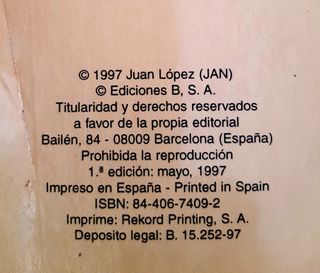 © 1997 Juan López (JAN)
© Ediciones B, S. A.
Titularidad y derechos reservados
a favor de la propia editorial
Bailén, 84 - 08009 Barcelona (España)
Prohibida la reproducción
1.ª edición: mayo, 1997
Impreso en España - Printed in Spain
ISBN: 84-406-7409-2
Imprime: Rekord Printing, S. A.
Deposito legal: B. 15.252-97